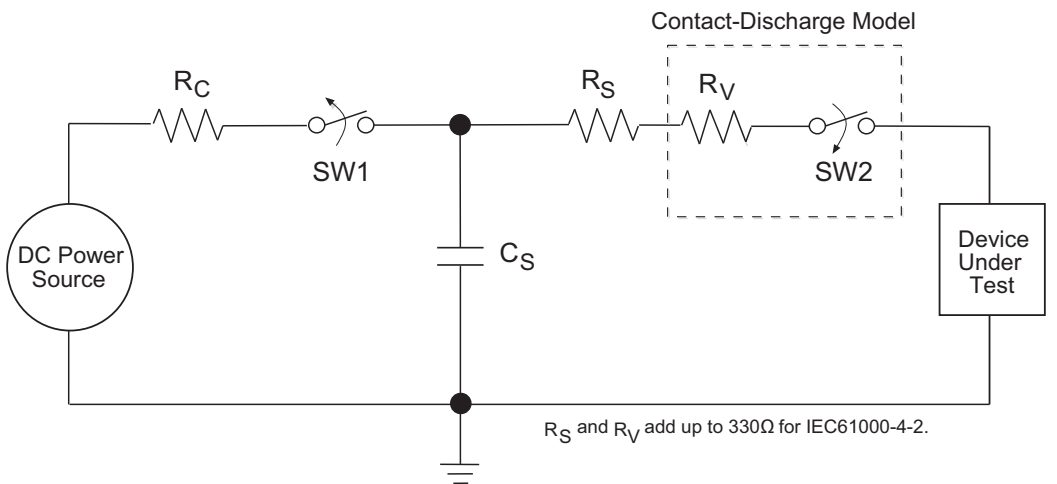 Contact-Discharge Model
RC
RS
RV
SW1
SW2
DC Power
Source
CS
Device
Under
Test
RS and RV add up to 330Ω for IEC61000-4-2.